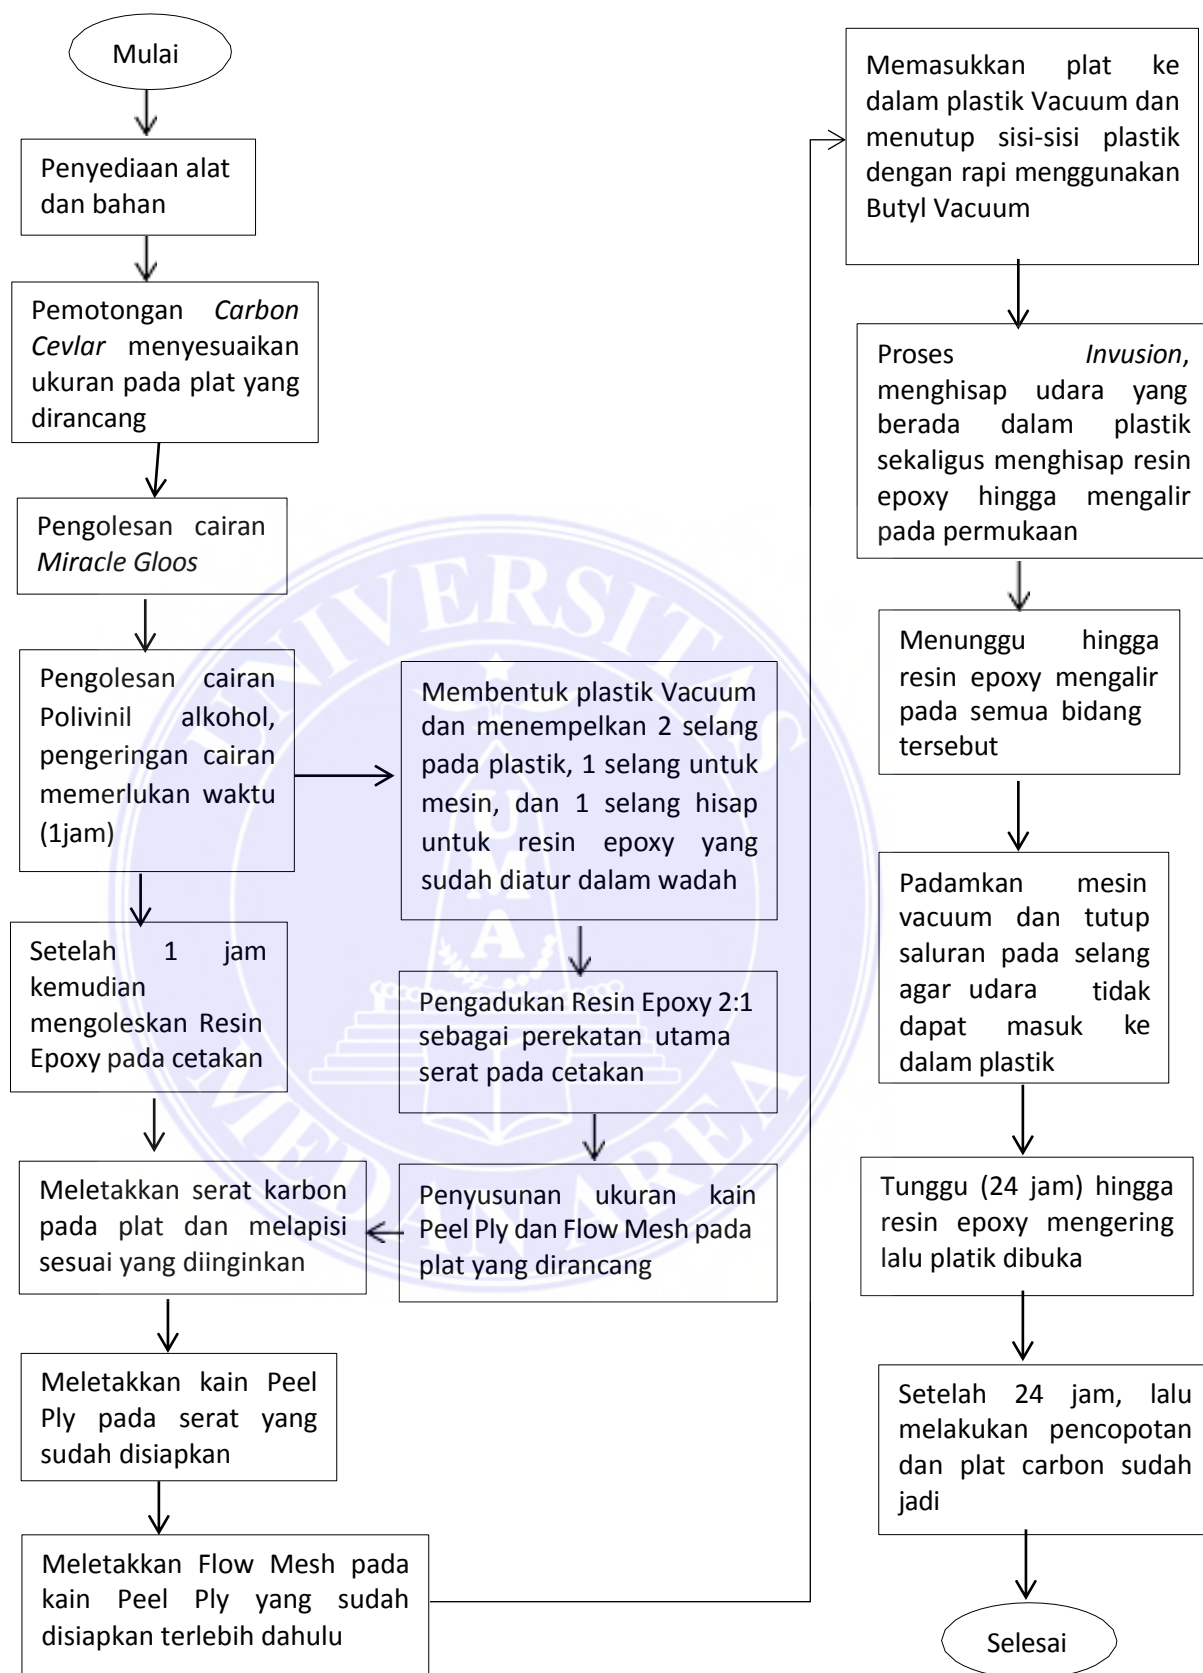 Mulai
Penyediaan alat
dan bahan
Pemotongan Carbon
Cevlar menyesuaikan
ukuran pada plat yang
dirancang
Pengolesan cairan
Miracle Gloos
Pengolesan cairan
Polivinil alkohol,
pengeringan cairan
memerlukan waktu
(1jam)
Setelah 1 jam
kemudian
mengoleskan Resin
Epoxy pada cetakan
Meletakkan serat karbon
pada plat dan melapisi
sesuai yang diinginkan
Meletakkan kain Peel
Ply pada serat yang
sudah disiapkan
Meletakkan Flow Mesh pada
kain Peel Ply yang sudah
disiapkan terlebih dahulu
Membentuk plastik Vacuum
dan menempelkan 2 selang
pada plastik, 1 selang untuk
mesin, dan 1 selang hisap
untuk resin epoxy yang
sudah diatur dalam wadah
Pengadukan Resin Epoxy 2:1
sebagai perekatan utama
serat pada cetakan
Penyusunan ukuran kain
Peel Ply dan Flow Mesh pada
plat yang dirancang
Memasukkan plat ke
dalam plastik Vacuum dan
menutup sisi-sisi plastik
dengan rapi menggunakan
Butyl Vacuum
Proses Invusion,
menghisap udara yang
berada dalam plastik
sekaligus menghisap resin
epoxy hingga mengalir
pada permukaan
Menunggu hingga
resin epoxy mengalir
pada semua bidang
tersebut
Padamkan mesin
vacuum dan tutup
saluran pada selang
agar udara tidak
dapat masuk ke
dalam plastik
Tunggu (24 jam) hingga
resin epoxy mengering
lalu platik dibuka
Setelah 24 jam, lalu
melakukan pencopotan
dan plat carbon sudah
jadi
Selesai
UNIVERSITAS
MEDAN AREA
U
M
A